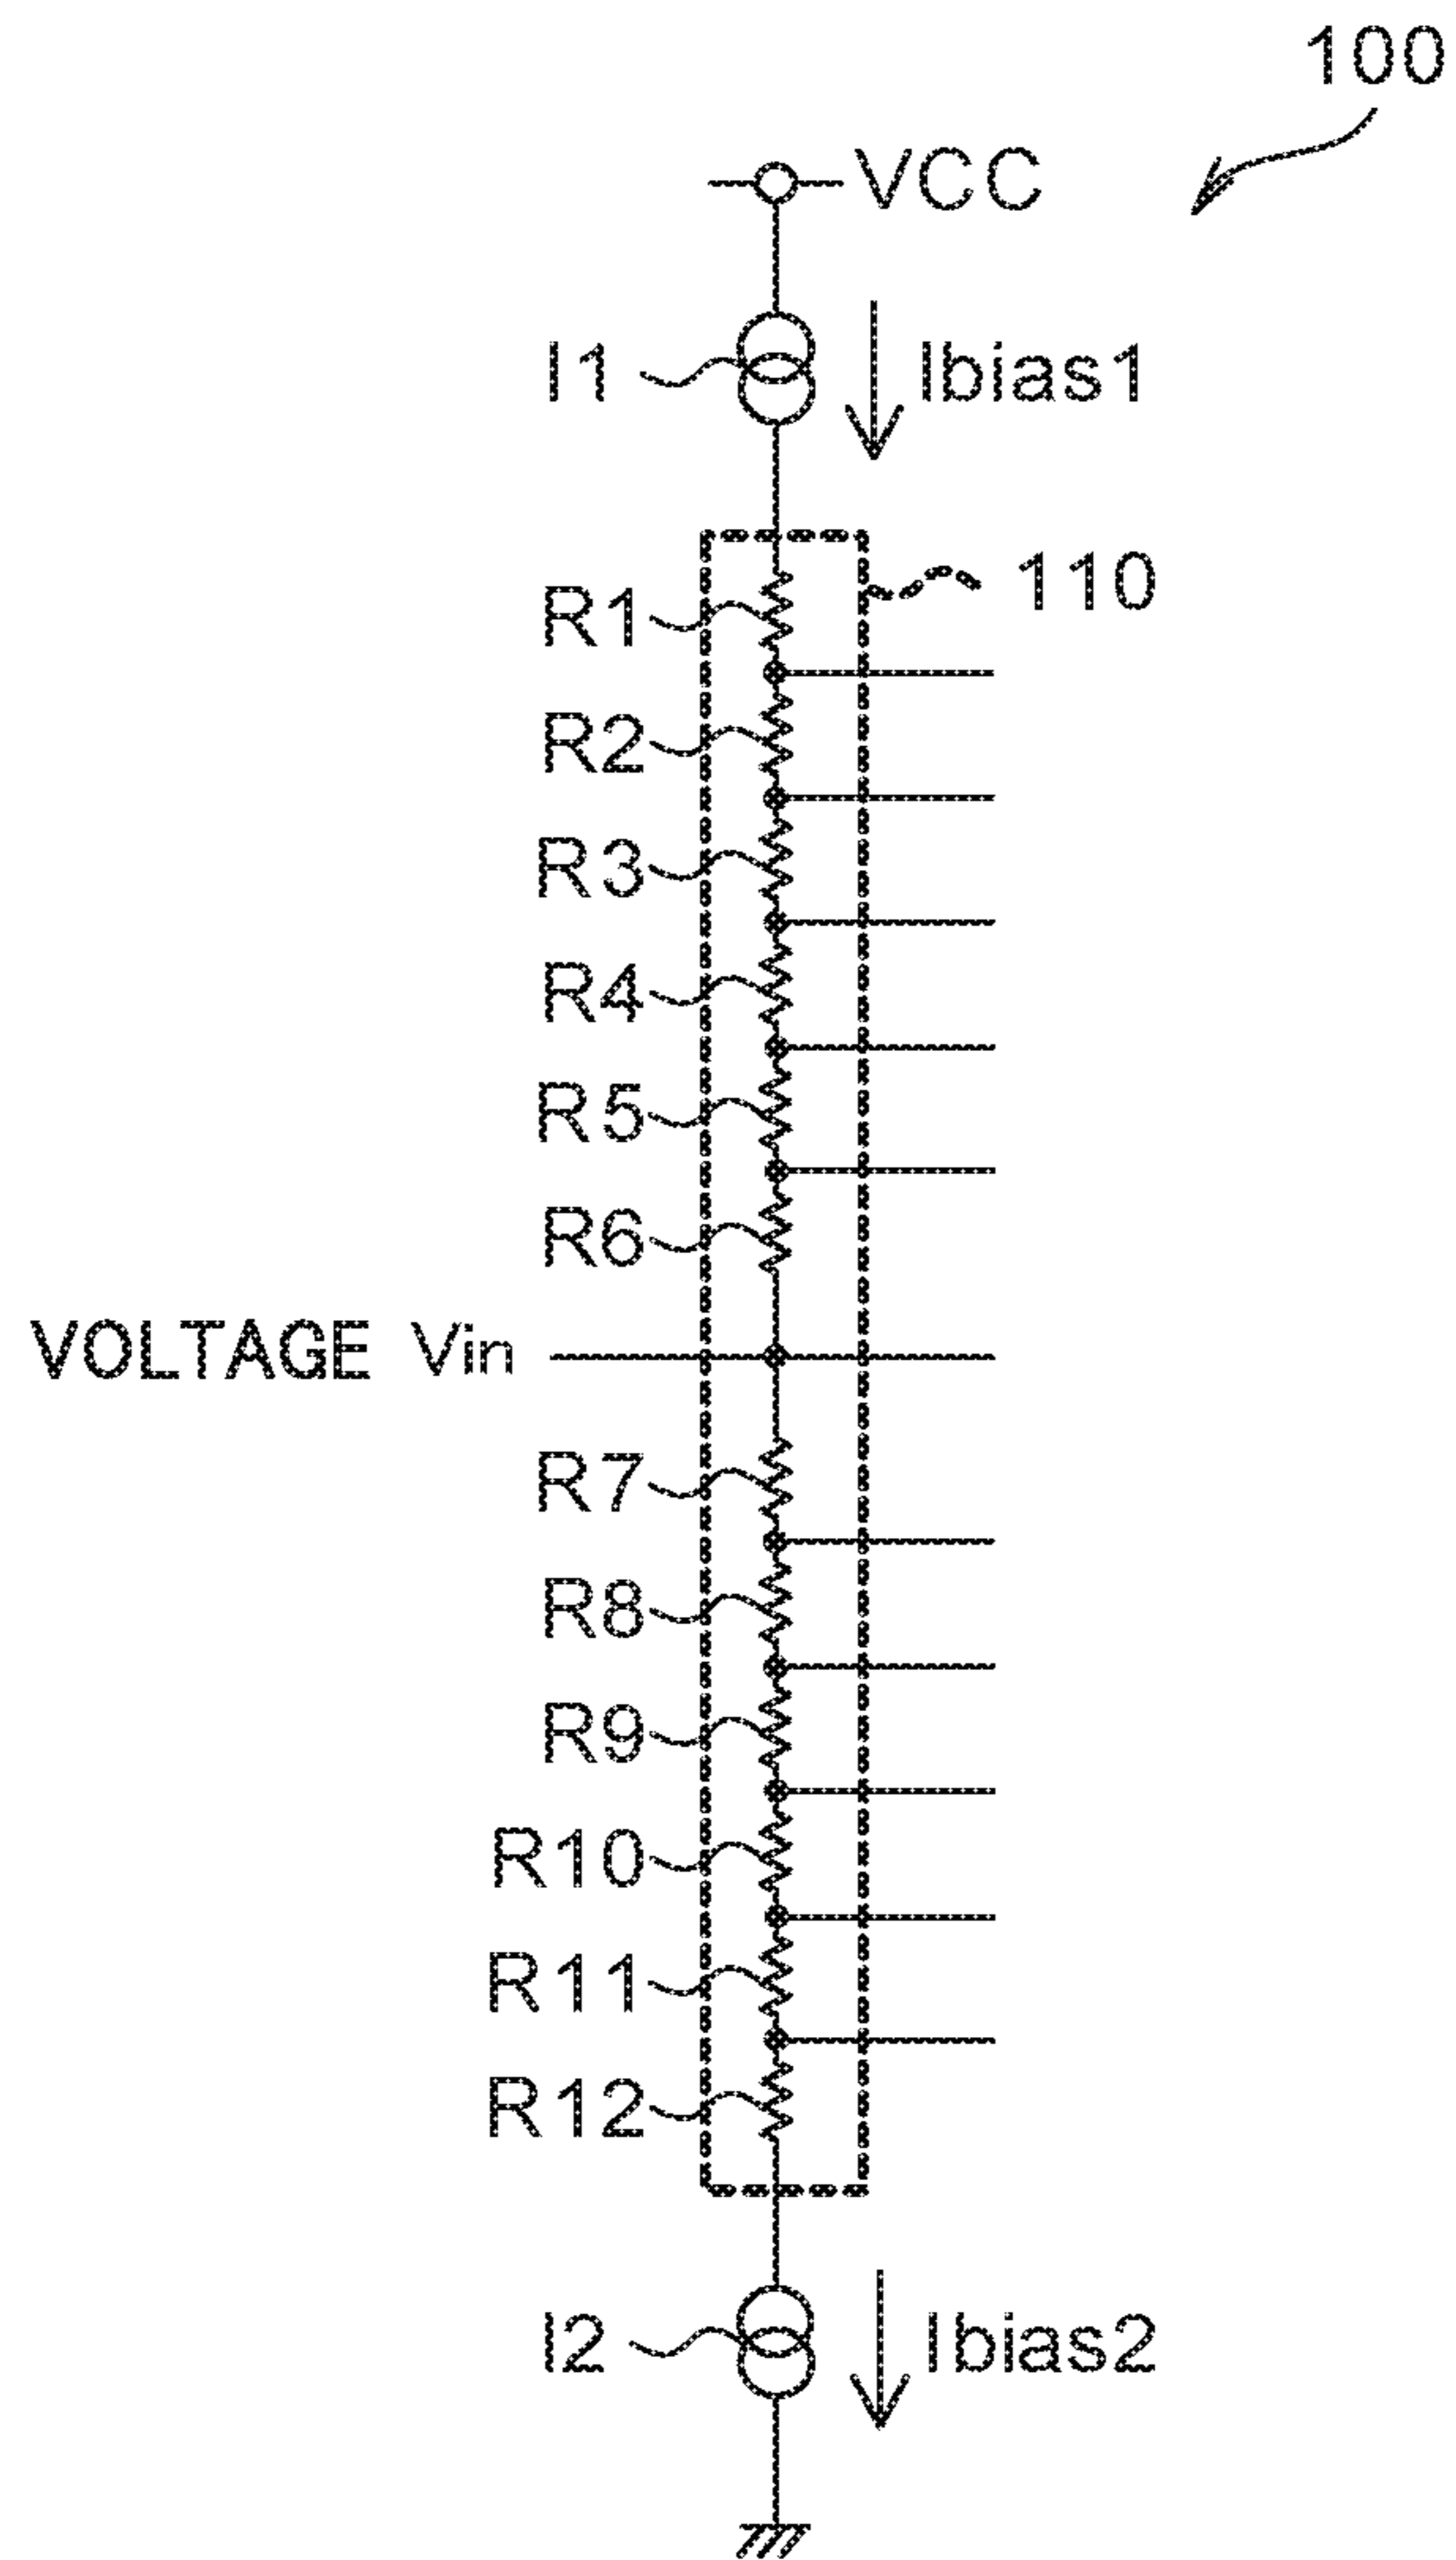 100
VCC
I1
Ibias1
110
R1
R2
R3
R4
R5
R6
VOLTAGE Vin
R7
R8
R9
R10
R11
R12
I2
Ibias2